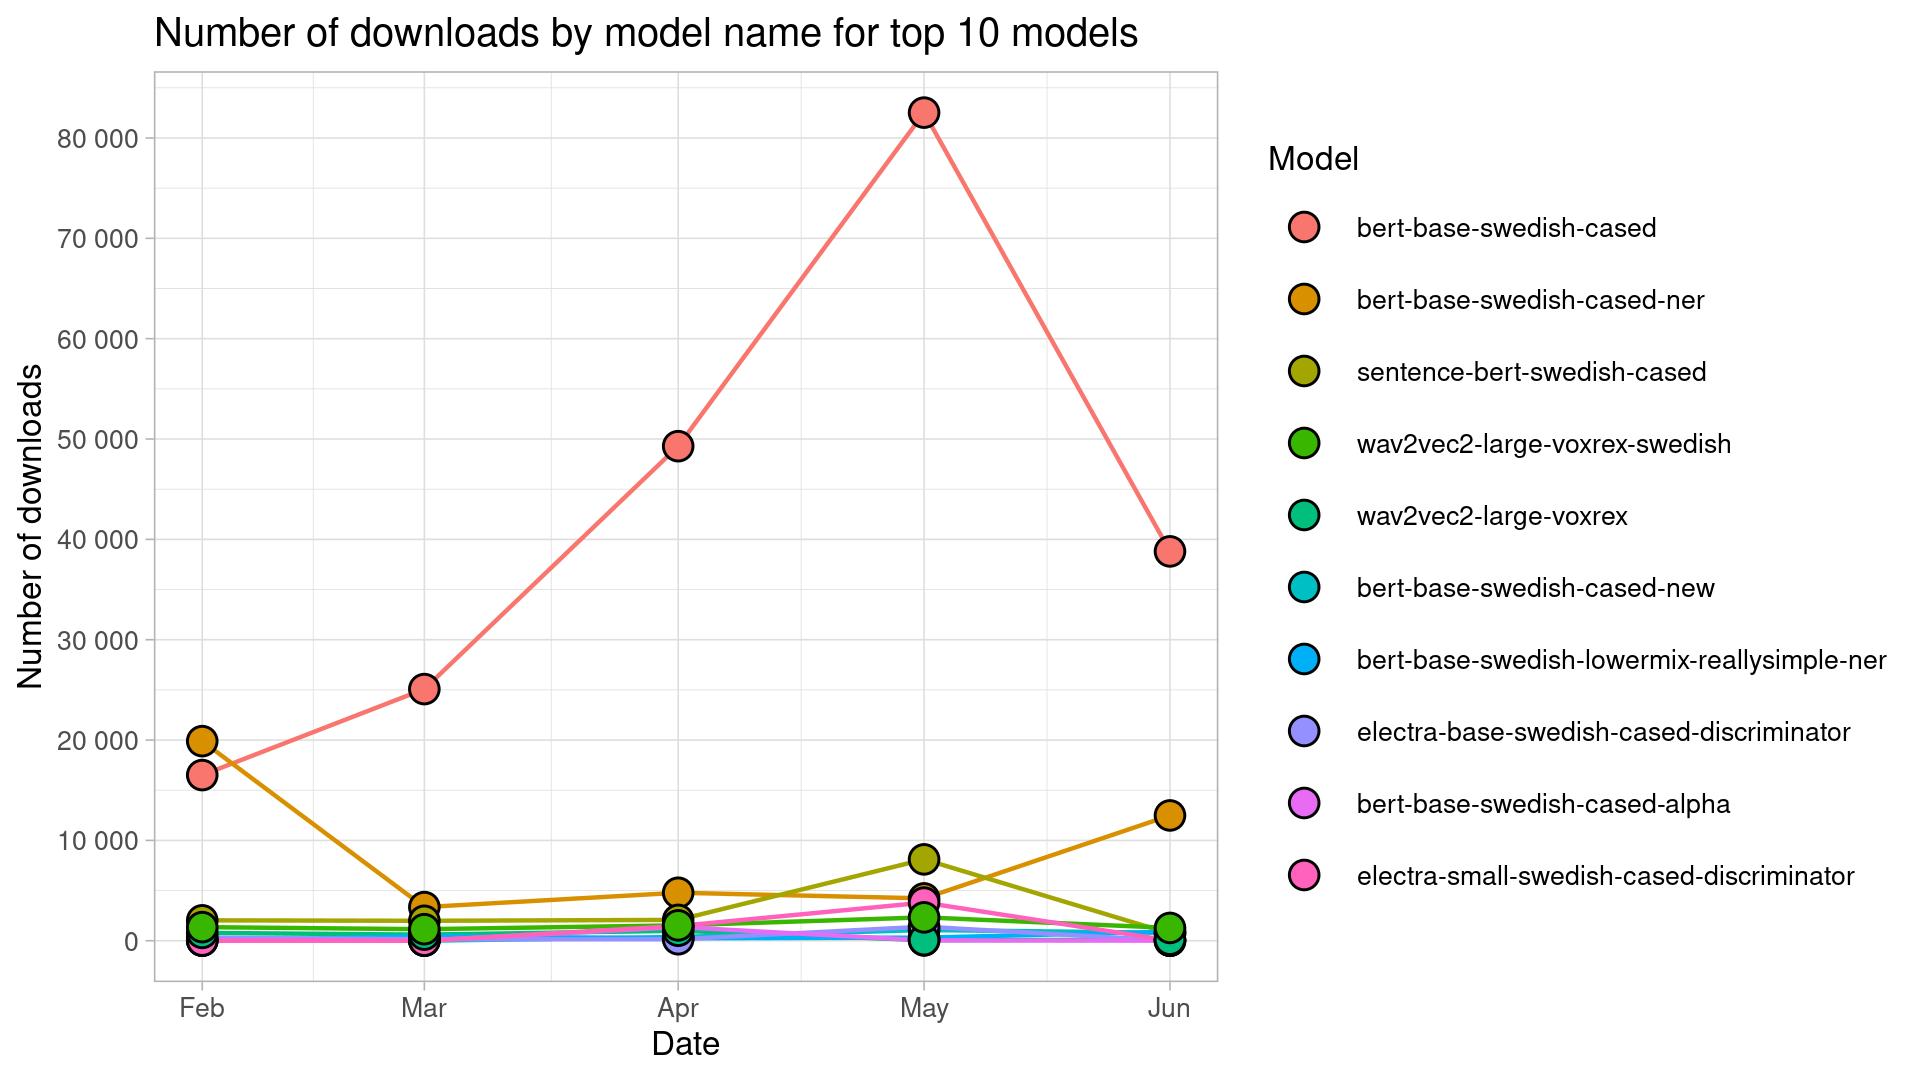 Number of downloads by model name for top 10 models
Number of downloads
80 000
70 000
60 000
50 000
40 000
30 000
20 000
10 000
0
Feb
Mar
Apr
May
Jun
Date
Model
bert-base-swedish-cased
bert-base-swedish-cased-ner
sentence-bert-swedish-cased
wav2vec2-large-voxrex-swedish
wav2vec2-large-voxrex
bert-base-swedish-cased-new
bert-base-swedish-lowermix-reallysimple-ner
electra-base-swedish-cased-discriminator
bert-base-swedish-cased-alpha
electra-small-swedish-cased-discriminator